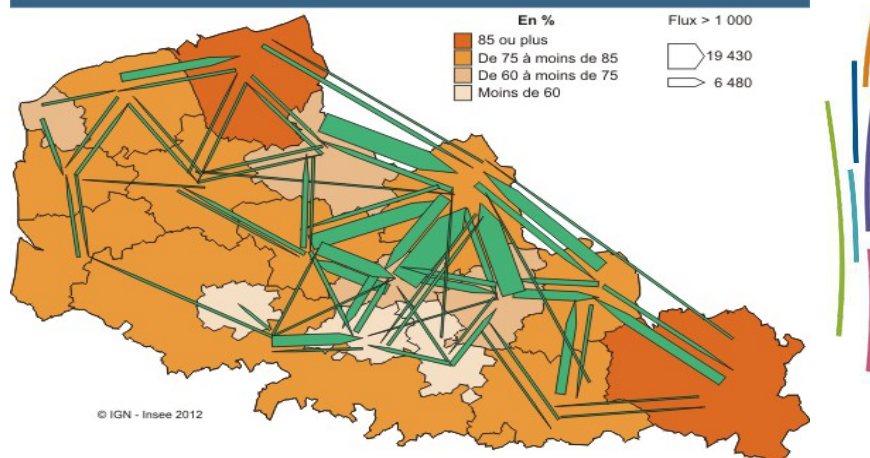 En %
85 ou plus
De 75 à moins de 85
De 60 à moins de 75
Moins de 60
Flux > 1 000
19 430
6 480
© IGN - Insee 2012